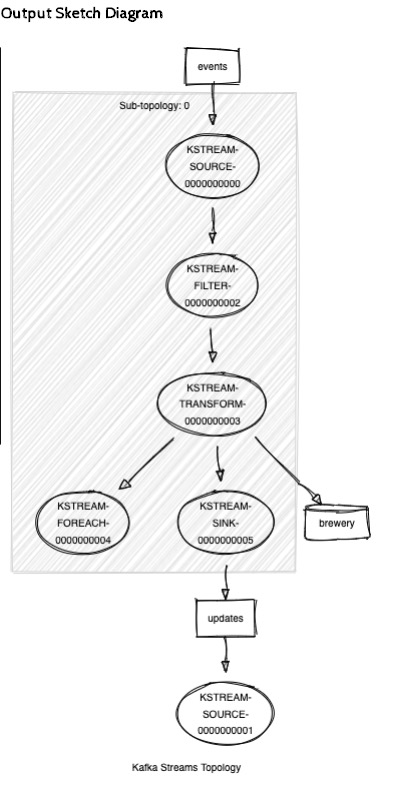 Output Sketch Diagram
events
Sub-topology: 0
KSTREAM-
SOURCE-
0000000000
KSTREAM-
FILTER-
0000000002
KSTREAM-
TRANSFORM-
0000000003
KSTREAM-
FOREACH-
0000000004
KSTREAM-
SINK-
0000000005
brewery
updates
KSTREAM-
SOURCE-
0000000001
Kafka Streams Topology